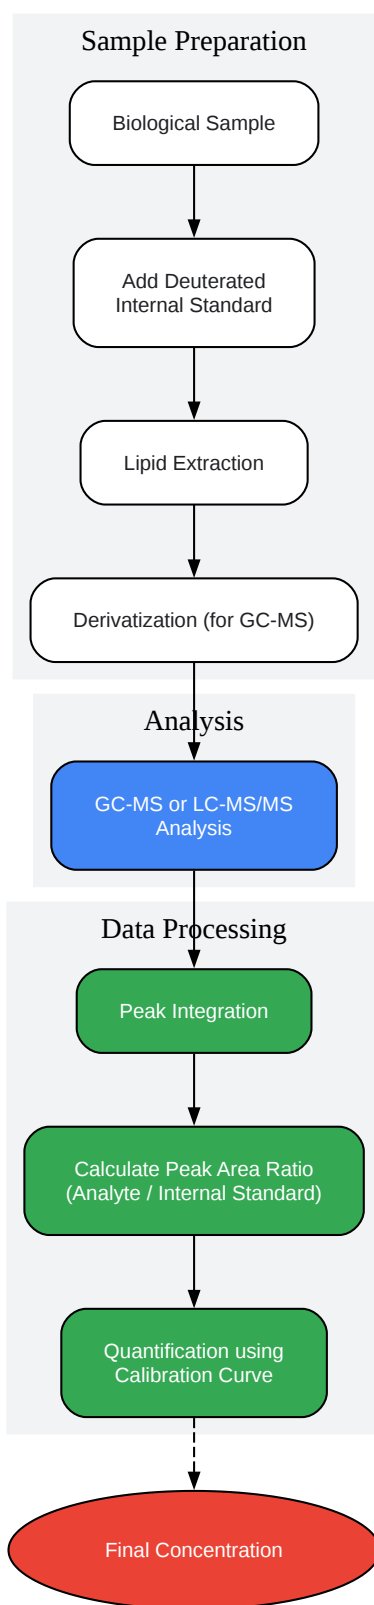 Sample Preparation
Biological Sample
Add Deuterated
Internal Standard
Lipid Extraction
Derivatization (for GC-MS)
Analysis
GC-MS or LC-MS/MS
Analysis
Data Processing
Peak Integration
Calculate Peak Area Ratio
(Analyte / Internal Standard)
Quantification using
Calibration Curve
Final Concentration